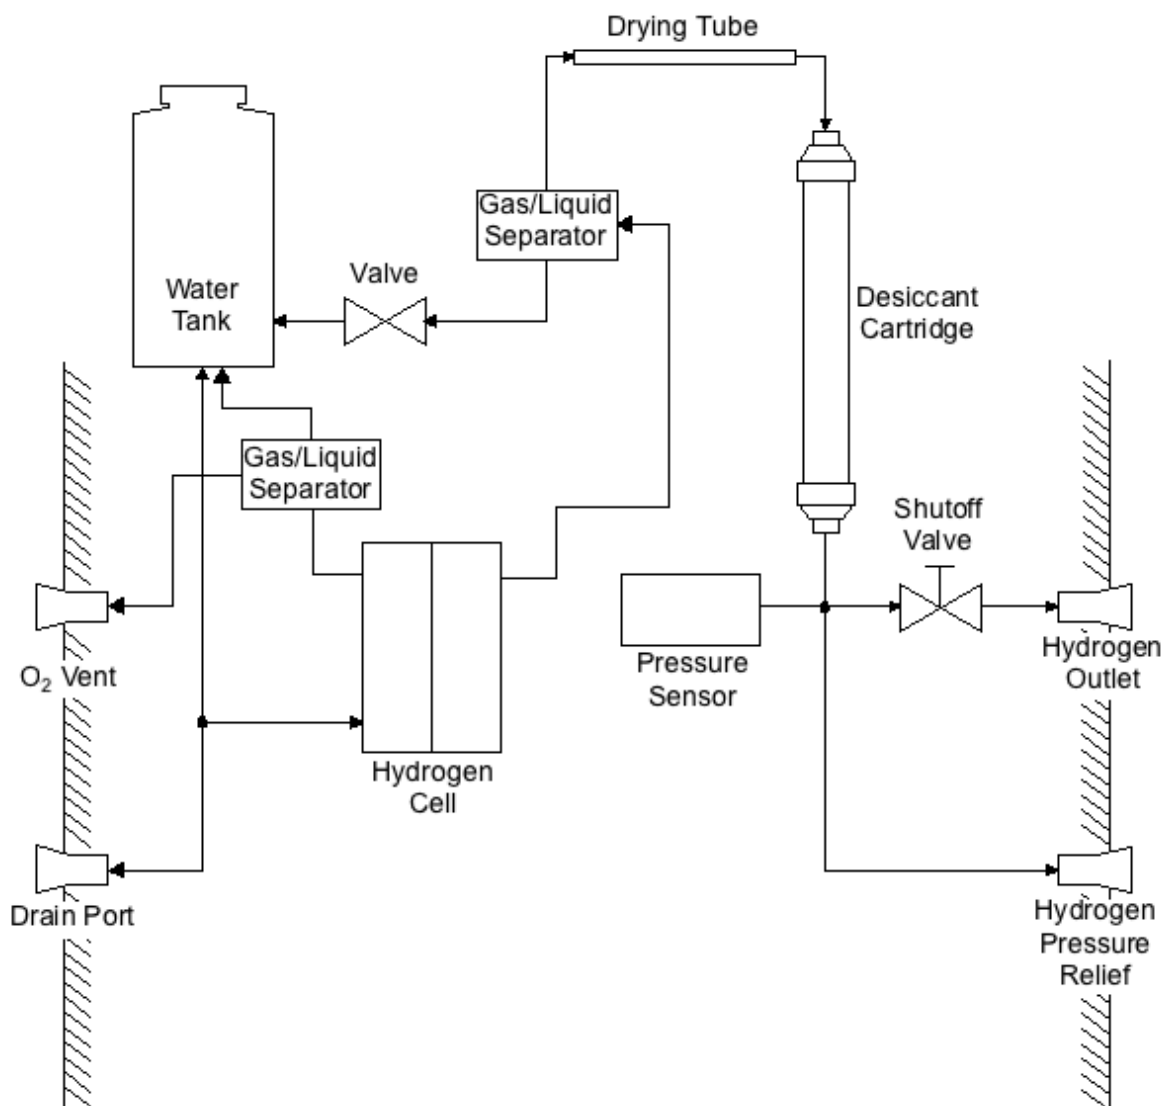 Drying Tube
Gas/Liquid
Separator
Valve
Water
Tank
Desiccant
Cartridge
Gas/Liquid
Separator
Shutoff
Valve
O₂ Vent
Pressure
Sensor
Hydrogen
Outlet
Hydrogen
Cell
Drain Port
Hydrogen
Pressure
Relief